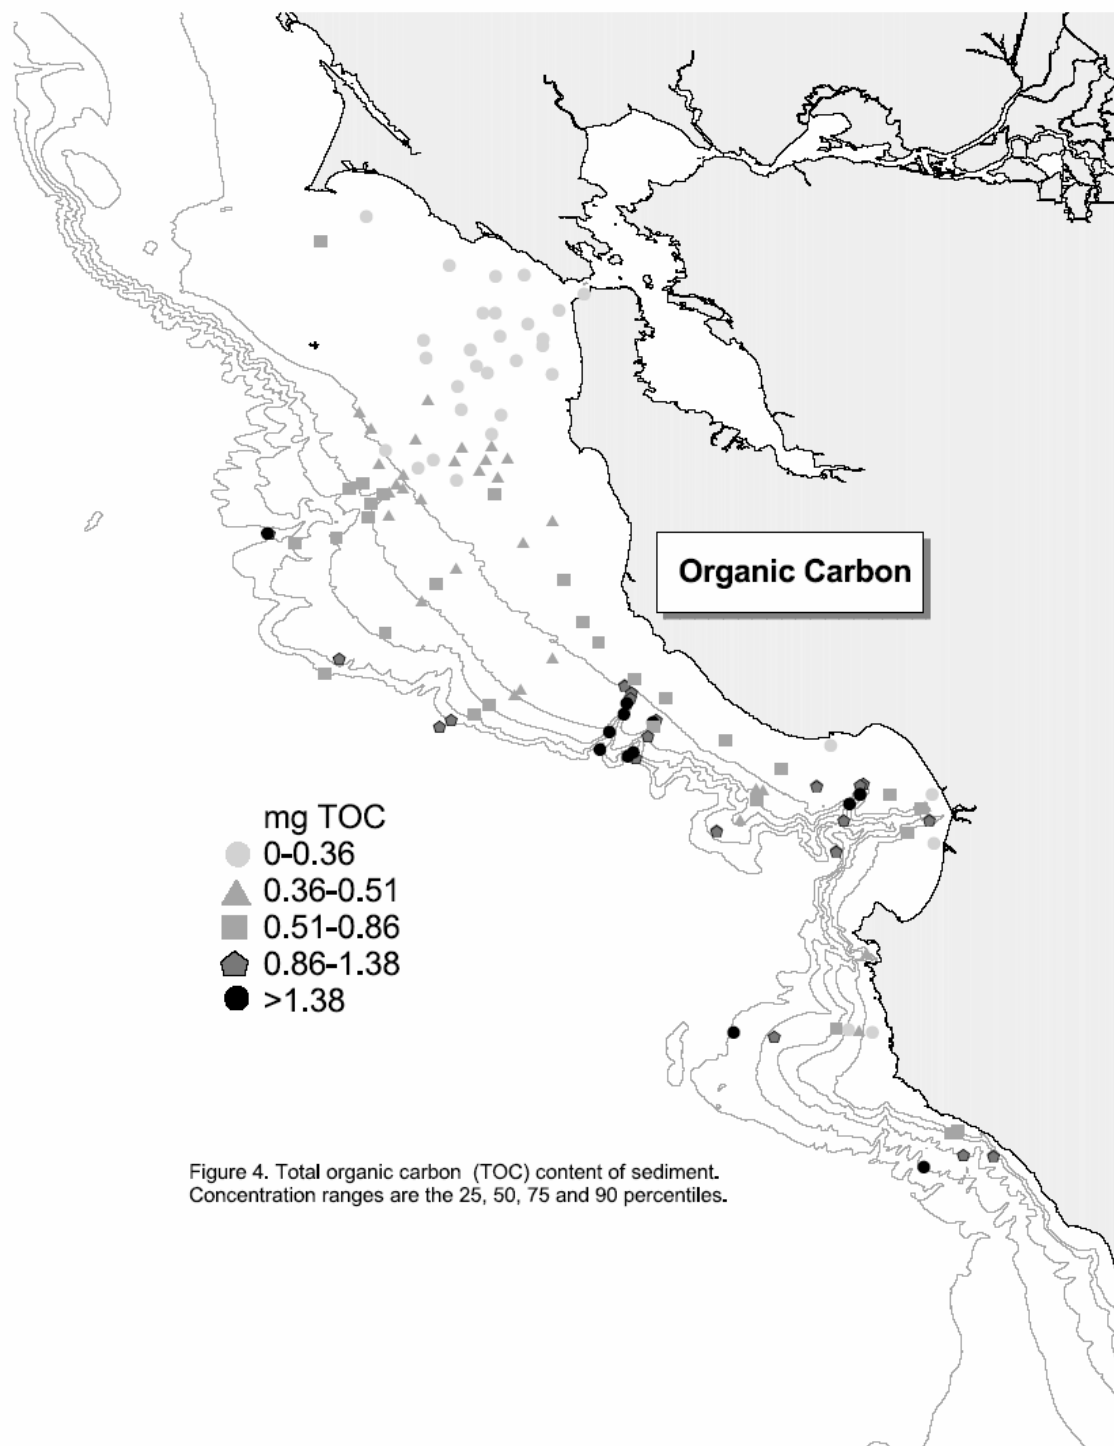 Organic Carbon
mg TOC
0-0.36
0.36-0.51
0.51-0.86
0.86-1.38
>1.38
Figure 4. Total organic carbon (TOC) content of sediment.
Concentration ranges are the 25, 50, 75 and 90 percentiles.